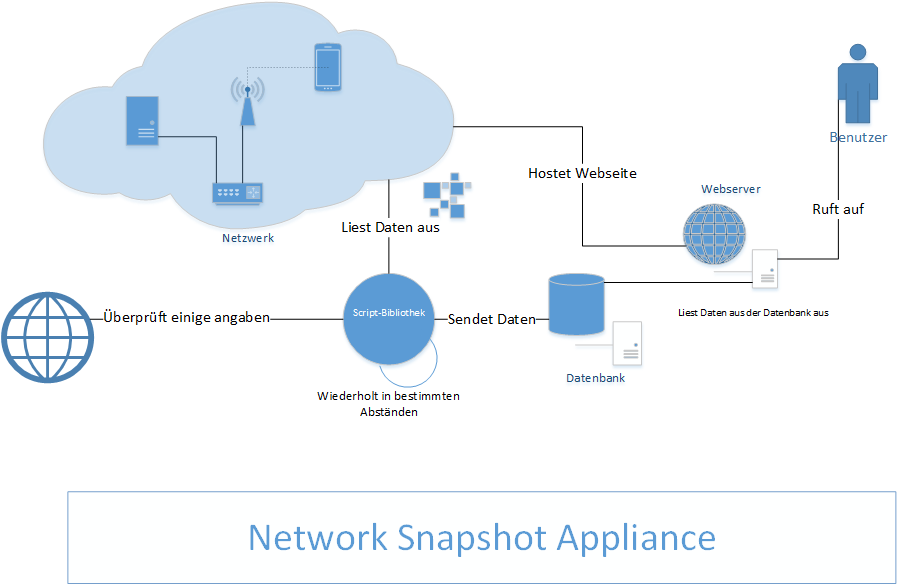 Benutzer
Hostet Webseite
Webserver
Ruft auf
Liest Daten aus
Netzwerk
Script-Bibliothek
Überprüft einige angaben
Sendet Daten
Liest Daten aus der Datenbank aus
Datenbank
Wiederholt in bestimmten
Abständen
Network Snapshot Appliance